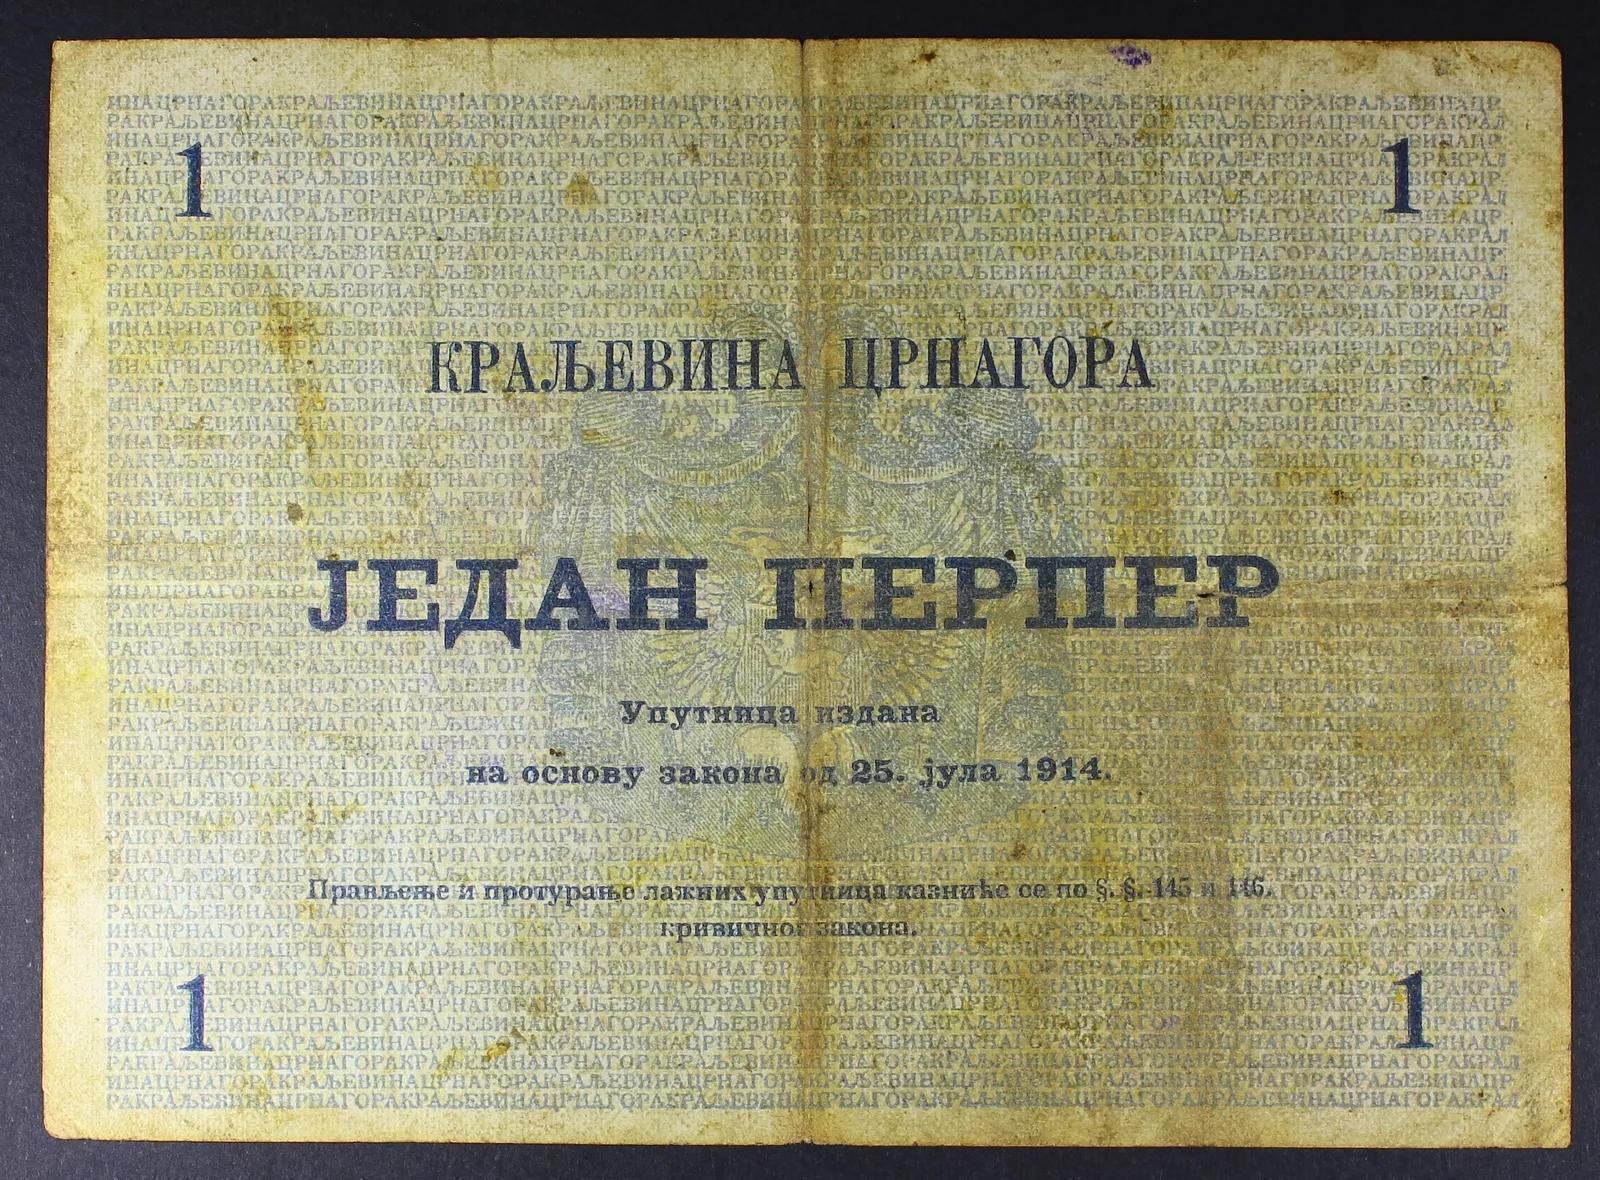 1 1
КРАЉЕВИНА ЦРНАГОРА
ЈЕДАН ПЕРПЕР
Упутница издана
на основу закона од 25. јула 1914.
Прављење и протурање лажних упутница казниће се по §. §. 145 и 146.
кривичног закона.
1 1